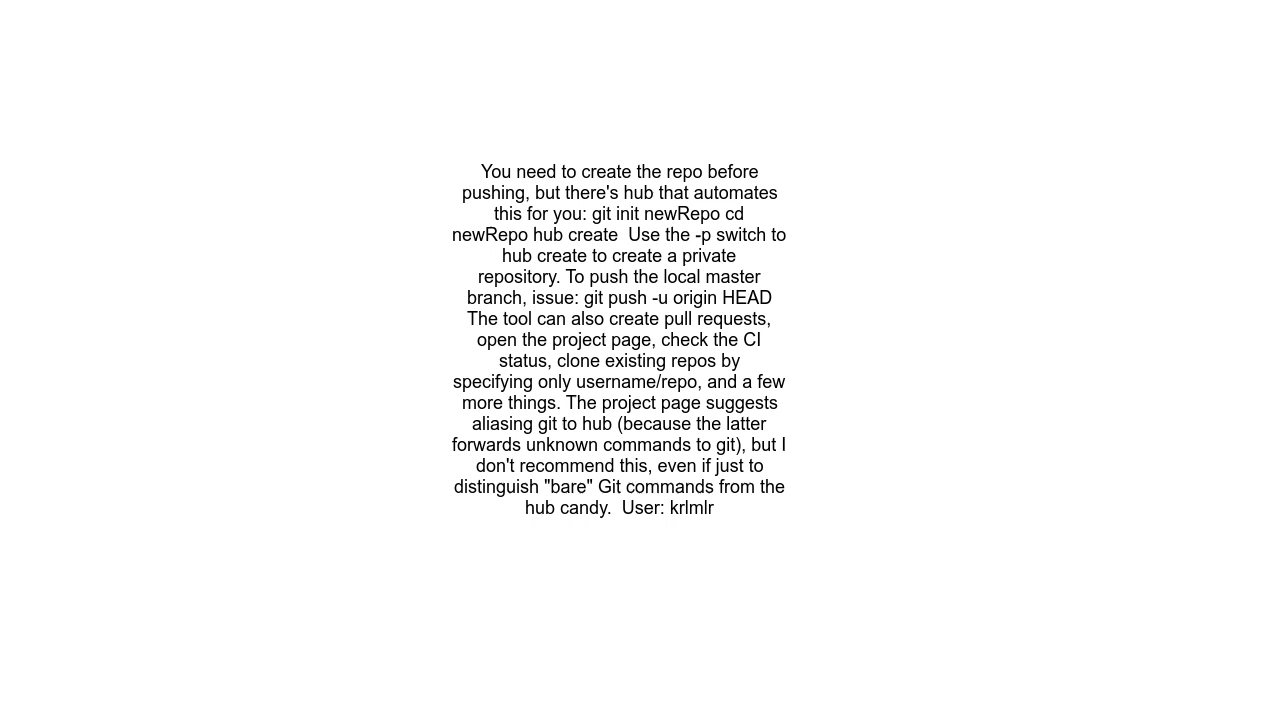 You need to create the repo before
pushing, but there's hub that automates
this for you: git init newRepo cd
newRepo hub create  Use the -p switch to
hub create to create a private
repository. To push the local master
branch, issue: git push -u origin HEAD
The tool can also create pull requests,
open the project page, check the CI
status, clone existing repos by
specifying only username/repo, and a few
more things. The project page suggests
aliasing git to hub (because the latter
forwards unknown commands to git), but I
don't recommend this, even if just to
distinguish "bare" Git commands from the
hub candy.  User: krlmlr